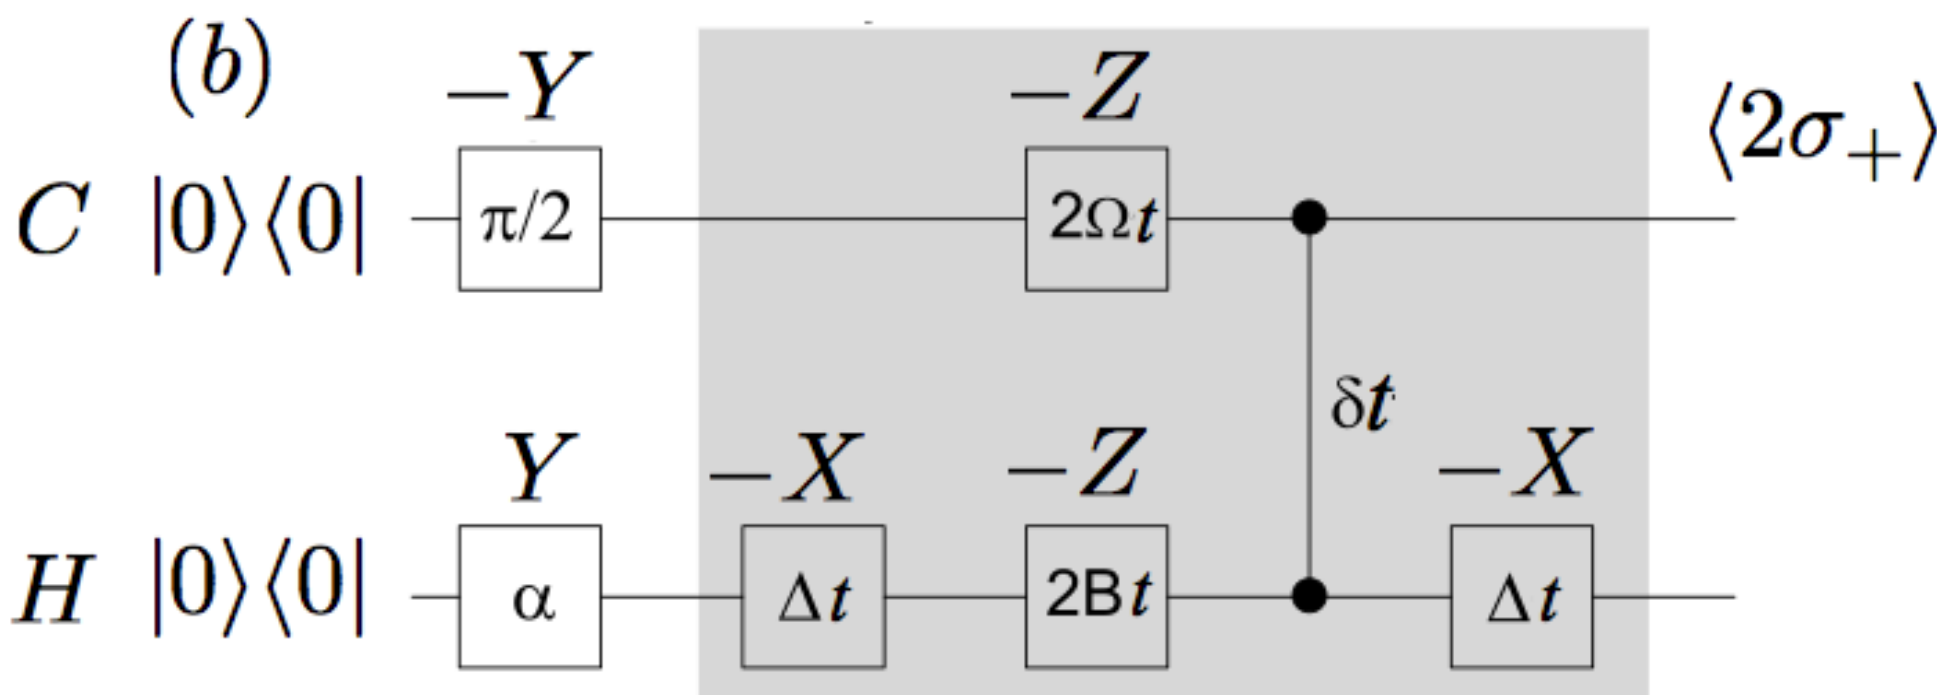 (b)
−Y −Z
C |0⟩⟨0| π/2 2Ωt ⟨2σ₊⟩
δt
Y −X −Z −X
H |0⟩⟨0| α Δt 2Bt Δt